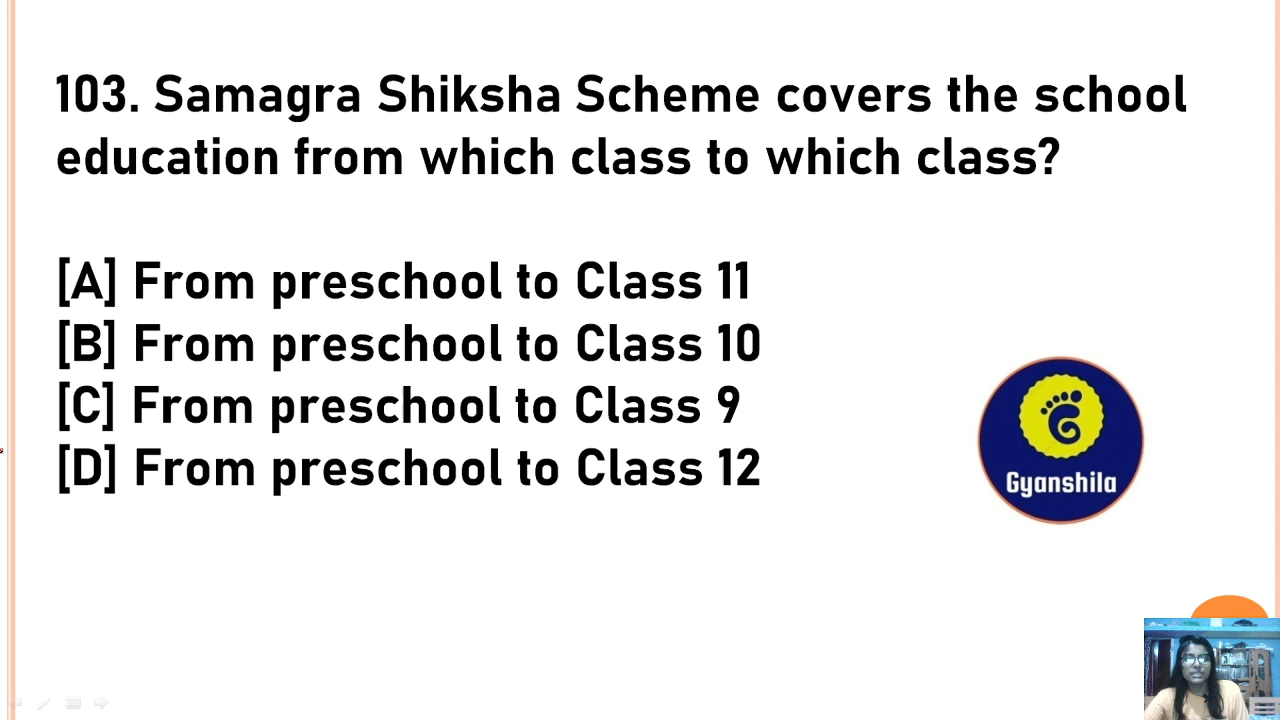 103. Samagra Shiksha Scheme covers the school
education from which class to which class?
[A] From preschool to Class 11
[B] From preschool to Class 10
[C] From preschool to Class 9
[D] From preschool to Class 12
Gyanshila